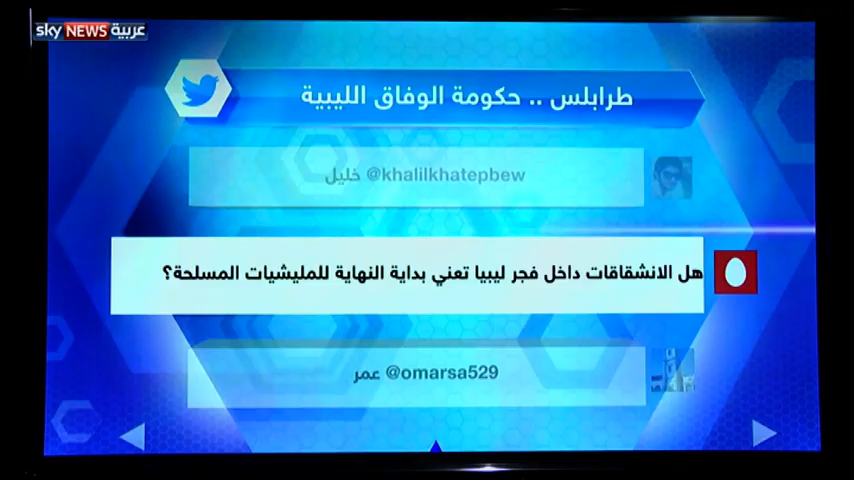 sky NEWS عربية
طرابلس .. حكومة الوفاق الليبية
خليل @khalilkhatepbew
هل الانشقاقات داخل فجر ليبيا تعني بداية النهاية للمليشيات المسلحة؟
عمر @omarsa529